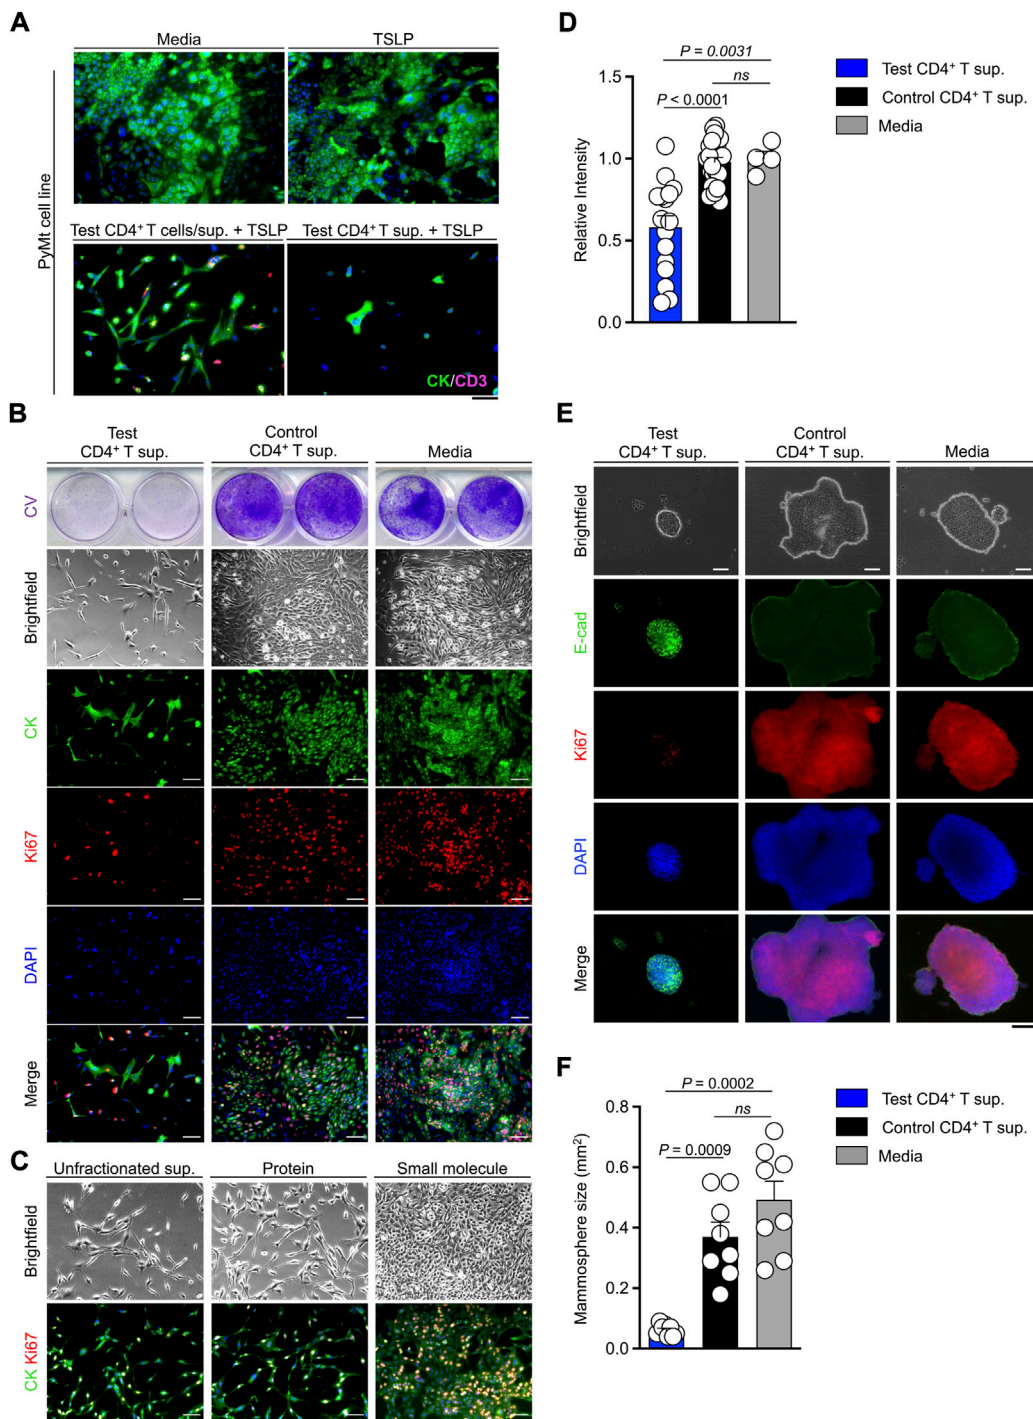 A
Media
TSLP
PyMt cell line
Test CD4⁺ T cells/sup. + TSLP
Test CD4⁺ T sup. + TSLP
CK/CD3
B
Test
CD4⁺ T sup.
Control
CD4⁺ T sup.
Media
CV
Brightfield
CK
Ki67
DAPI
Merge
C
Unfractionated sup.
Protein
Small molecule
Brightfield
CK Ki67
D
P = 0.0031
ns
P < 0.0001
1.5
1.0
0.5
0.0
Relative Intensity
Test CD4⁺ T sup.
Control CD4⁺ T sup.
Media
E
Test
CD4⁺ T sup.
Control
CD4⁺ T sup.
Media
Brightfield
E-cad
Ki67
DAPI
Merge
F
P = 0.0002
ns
P = 0.0009
0.8
0.6
0.4
0.2
0.0
Mammosphere size (mm²)
Test CD4⁺ T sup.
Control CD4⁺ T sup.
Media